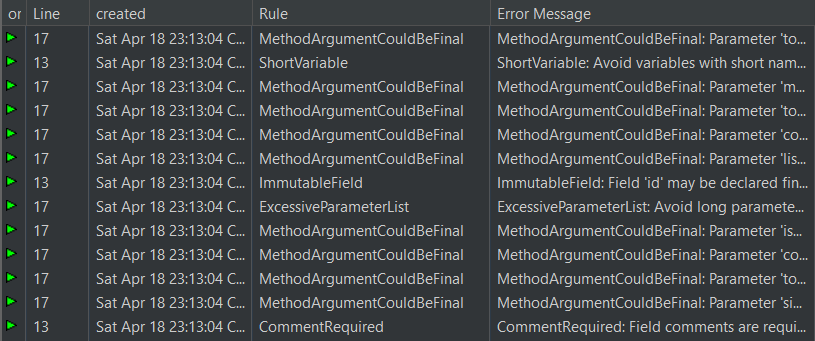 or Line created Rule Error Message
17 Sat Apr 18 23:13:04 C... MethodArgumentCouldBeFinal MethodArgumentCouldBeFinal: Parameter 'to...
13 Sat Apr 18 23:13:04 C... ShortVariable ShortVariable: Avoid variables with short nam...
17 Sat Apr 18 23:13:04 C... MethodArgumentCouldBeFinal MethodArgumentCouldBeFinal: Parameter 'm...
17 Sat Apr 18 23:13:04 C... MethodArgumentCouldBeFinal MethodArgumentCouldBeFinal: Parameter 'to...
17 Sat Apr 18 23:13:04 C... MethodArgumentCouldBeFinal MethodArgumentCouldBeFinal: Parameter 'co...
17 Sat Apr 18 23:13:04 C... MethodArgumentCouldBeFinal MethodArgumentCouldBeFinal: Parameter 'lis...
13 Sat Apr 18 23:13:04 C... ImmutableField ImmutableField: Field 'id' may be declared fin...
17 Sat Apr 18 23:13:04 C... ExcessiveParameterList ExcessiveParameterList: Avoid long paramete...
17 Sat Apr 18 23:13:04 C... MethodArgumentCouldBeFinal MethodArgumentCouldBeFinal: Parameter 'is...
17 Sat Apr 18 23:13:04 C... MethodArgumentCouldBeFinal MethodArgumentCouldBeFinal: Parameter 'co...
17 Sat Apr 18 23:13:04 C... MethodArgumentCouldBeFinal MethodArgumentCouldBeFinal: Parameter 'to...
17 Sat Apr 18 23:13:04 C... MethodArgumentCouldBeFinal MethodArgumentCouldBeFinal: Parameter 'si...
13 Sat Apr 18 23:13:04 C... CommentRequired CommentRequired: Field comments are requi...